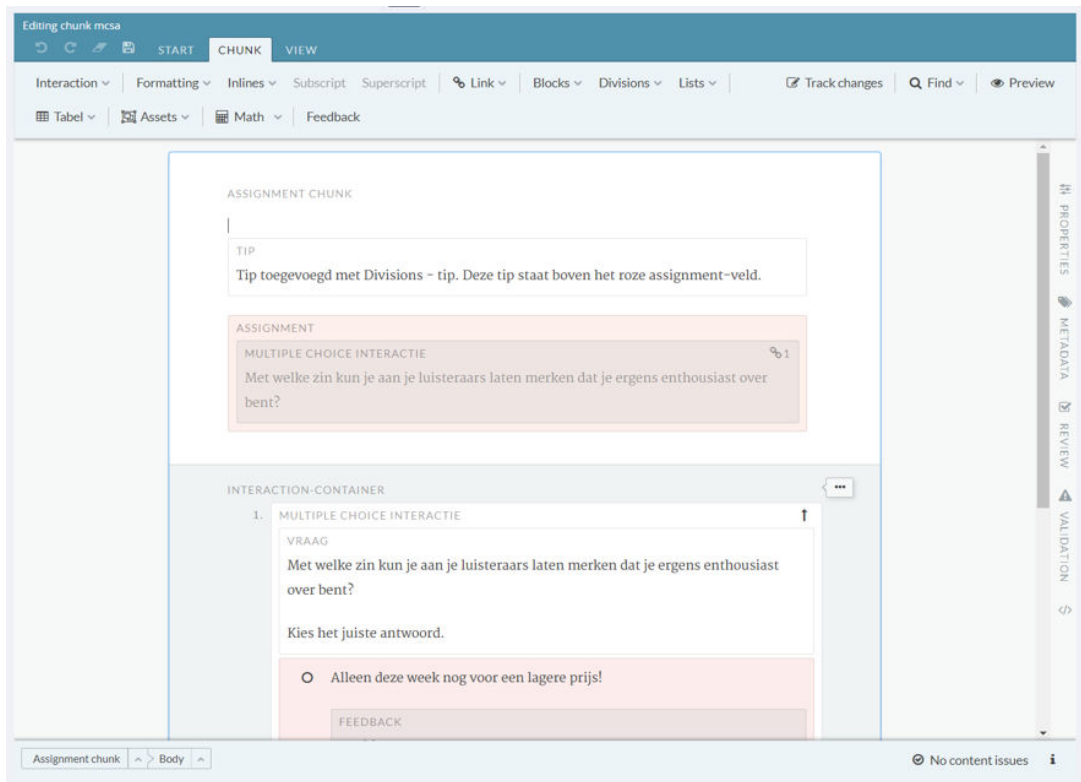 Editing chunk mcsa
START CHUNK VIEW
Interaction Formatting Inlines Subscript Superscript Link Blocks Divisions Lists Track changes Find Preview
Tabel Assets Math Feedback
ASSIGNMENT CHUNK
TIP
Tip toegevoegd met Divisions - tip. Deze tip staat boven het roze assignment-veld.
ASSIGNMENT
MULTIPLE CHOICE INTERACTIE 1
Met welke zin kun je aan je luisteraars laten merken dat je ergens enthousiast over
bent?
INTERACTION-CONTAINER
1. MULTIPLE CHOICE INTERACTIE
VRAAG
Met welke zin kun je aan je luisteraars laten merken dat je ergens enthousiast
over bent?
Kies het juiste antwoord.
Alleen deze week nog voor een lagere prijs!
FEEDBACK
PROPERTIES
METADATA
REVIEW
VALIDATION
</>
Assignment chunk Body No content issues i